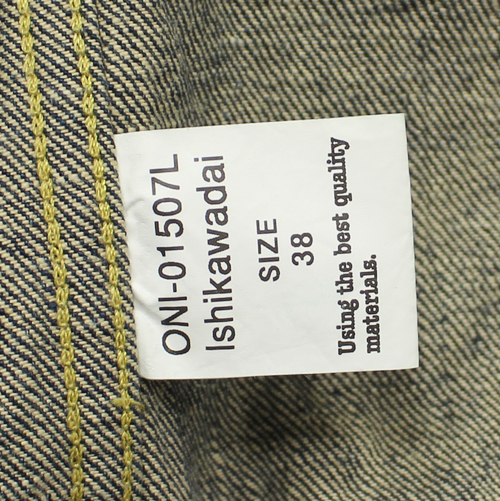 ONI-01507L
Ishikawadai
SIZE
38
Using the best quality
materials.